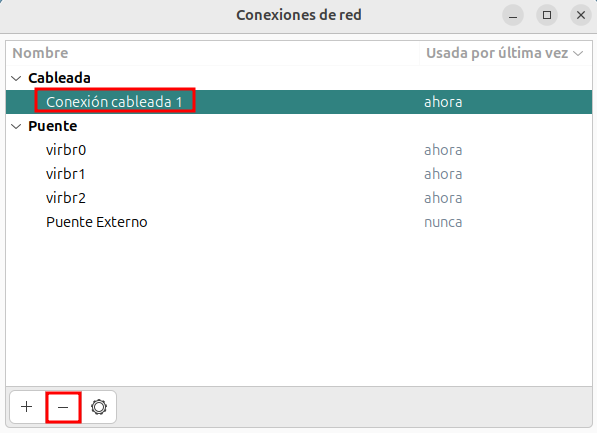 Conexiones de red
Nombre Usada por última vez
Cableada
Conexión cableada 1 ahora
Puente
virbr0 ahora
virbr1 ahora
virbr2 ahora
Puente Externo nunca